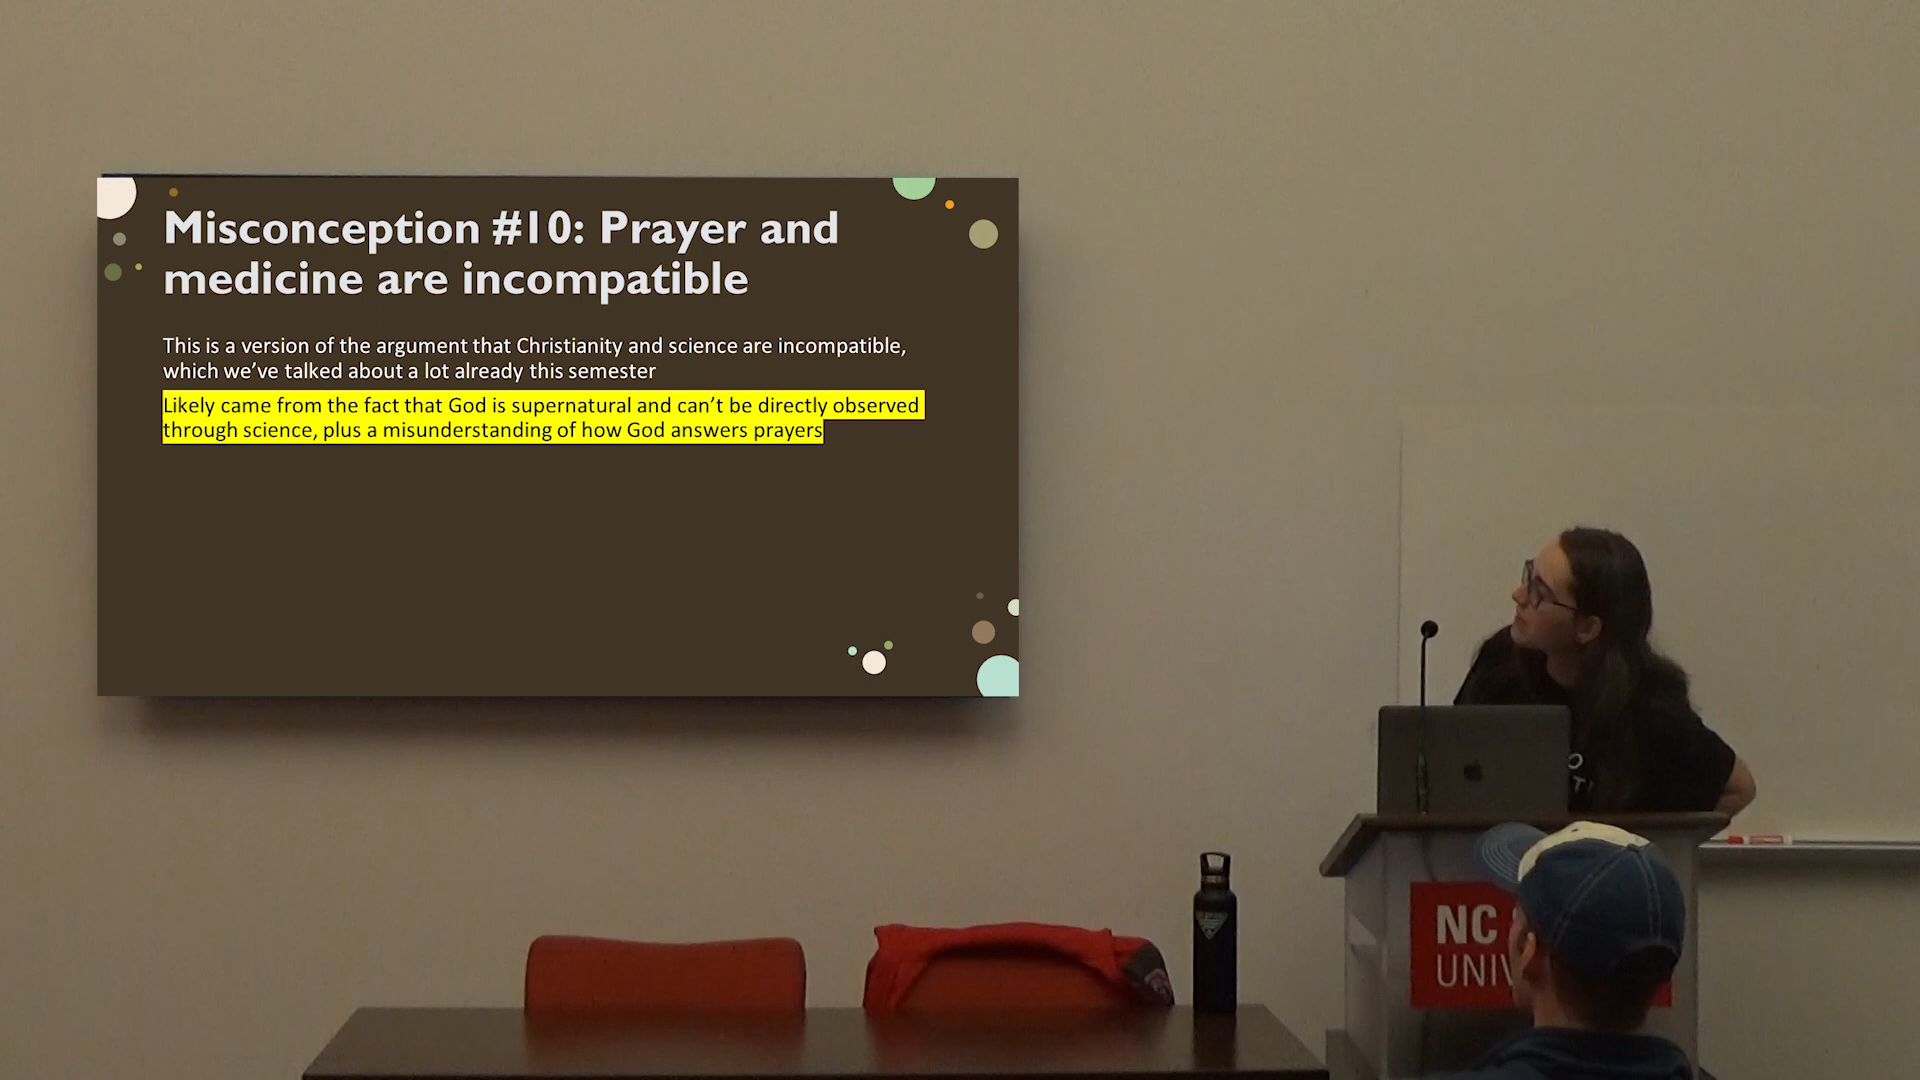 Misconception #10: Prayer and
medicine are incompatible
This is a version of the argument that Christianity and science are incompatible,
which we've talked about a lot already this semester
Likely came from the fact that God is supernatural and can't be directly observed
through science, plus a misunderstanding of how God answers prayers
NC
UNIV